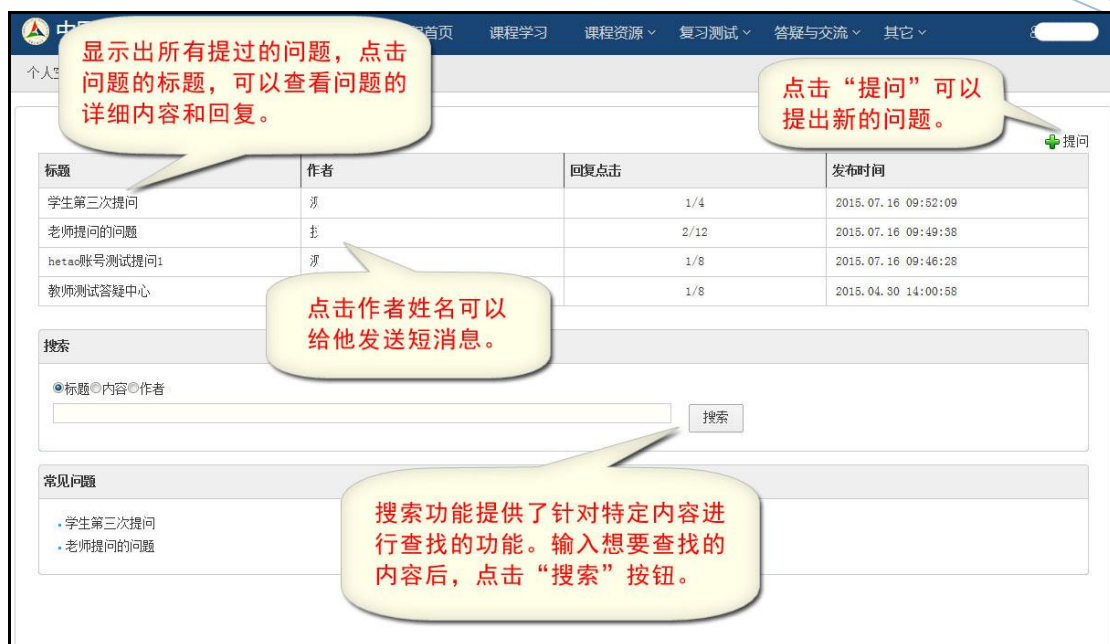 中
首页 课程学习 课程资源 复习测试 答疑与交流 其它
显示出所有提过的问题，点击
问题的标题，可以查看问题的
详细内容和回复。
个人
点击“提问”可以
提出新的问题。
提问
标题 作者 回复点击 发布时间
学生第三次提问 1/4 2015.07.16 09:52:09
老师提问的问题 2/12 2015.07.16 09:49:38
hetao账号测试提问1 1/8 2015.07.16 09:46:28
教师测试答疑中心 1/8 2015.04.30 14:00:58
点击作者姓名可以
给他发送短消息。
搜索
标题 内容 作者
搜索
常见问题
学生第三次提问
老师提问的问题
搜索功能提供了针对特定内容进
行查找的功能。输入想要查找的
内容后，点击“搜索”按钮。